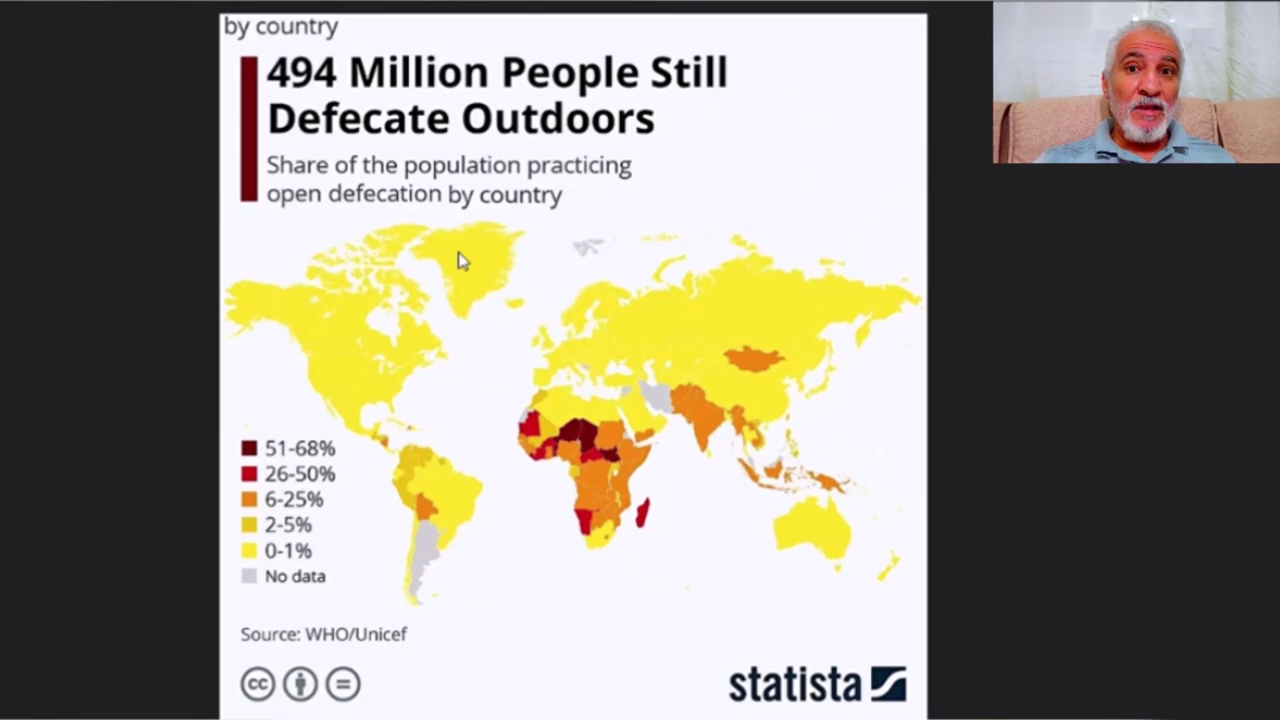 by country
494 Million People Still
Defecate Outdoors
Share of the population practicing
open defecation by country
51-68%
26-50%
6-25%
2-5%
0-1%
No data
Source: WHO/Unicef
cc
statista